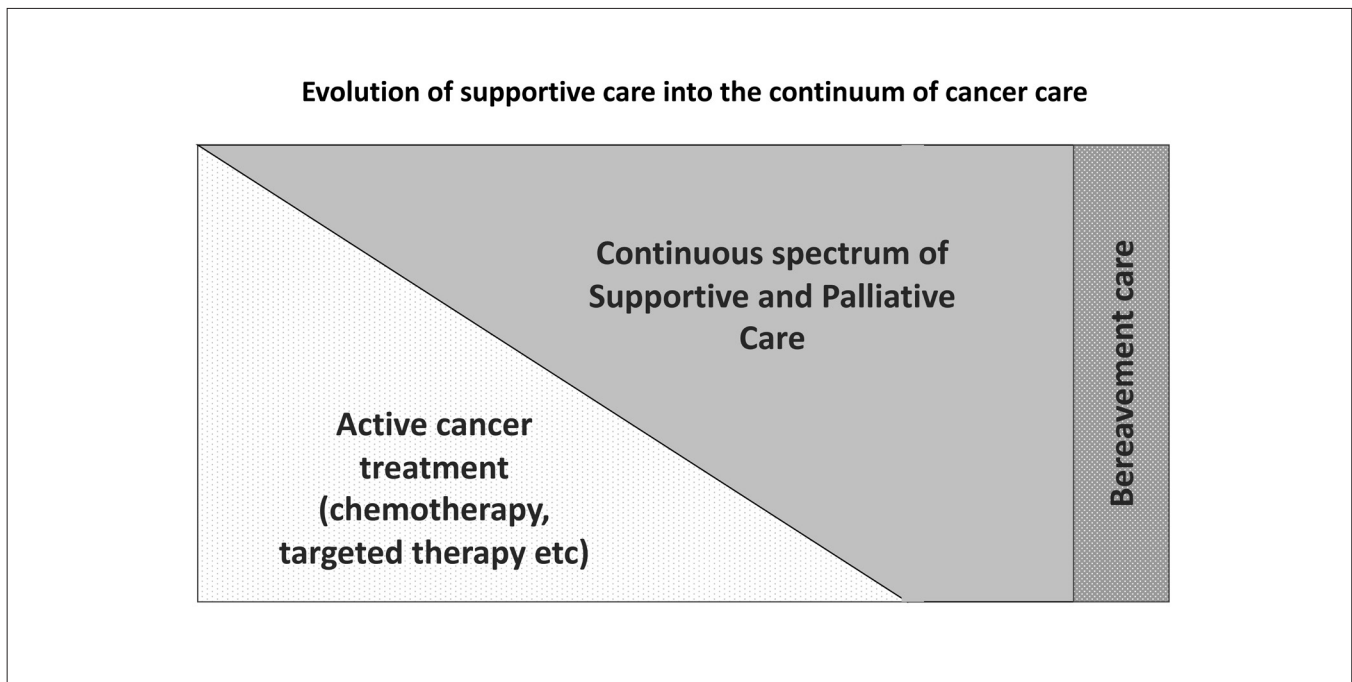 Evolution of supportive care into the continuum of cancer care
Continuous spectrum of
Supportive and Palliative
Care
Active cancer
treatment
(chemotherapy,
targeted therapy etc)
Bereavement care